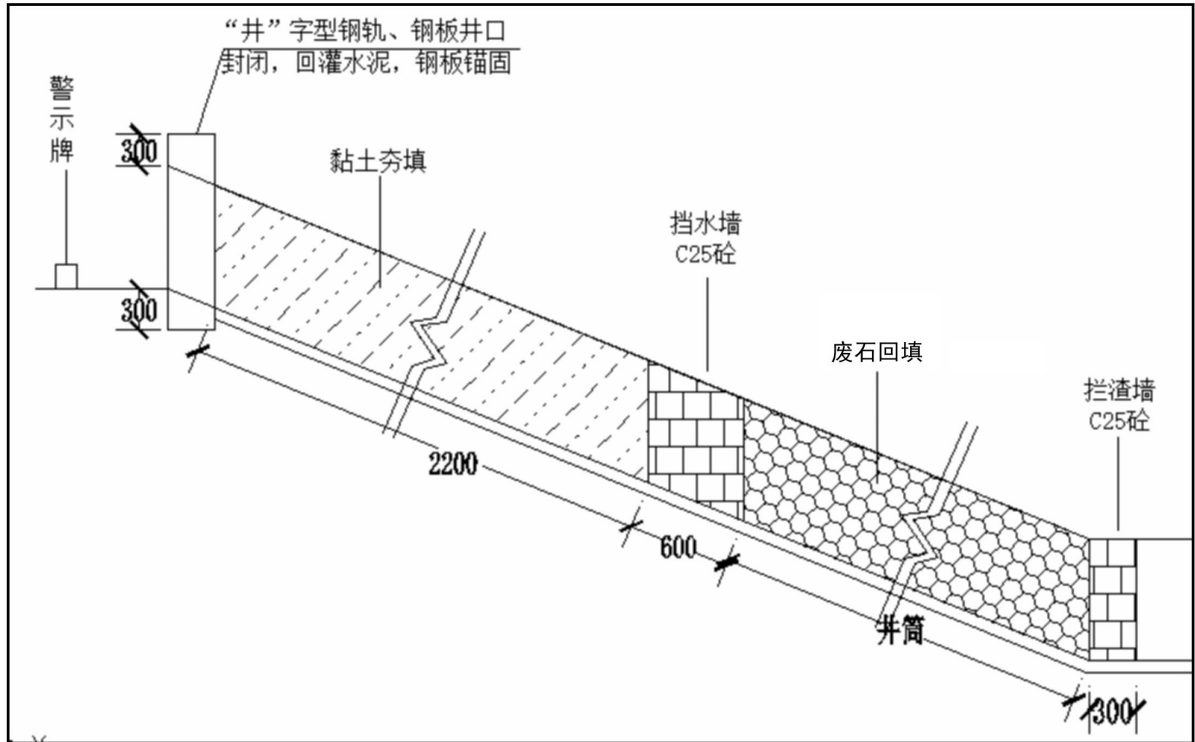 “井”字型钢轨、钢板井口
封闭，回灌水泥，钢板锚固
警示牌
300
黏土夯填
挡水墙
C25砼
300
废石回填
拦渣墙
C25砼
2200
600
井筒
300